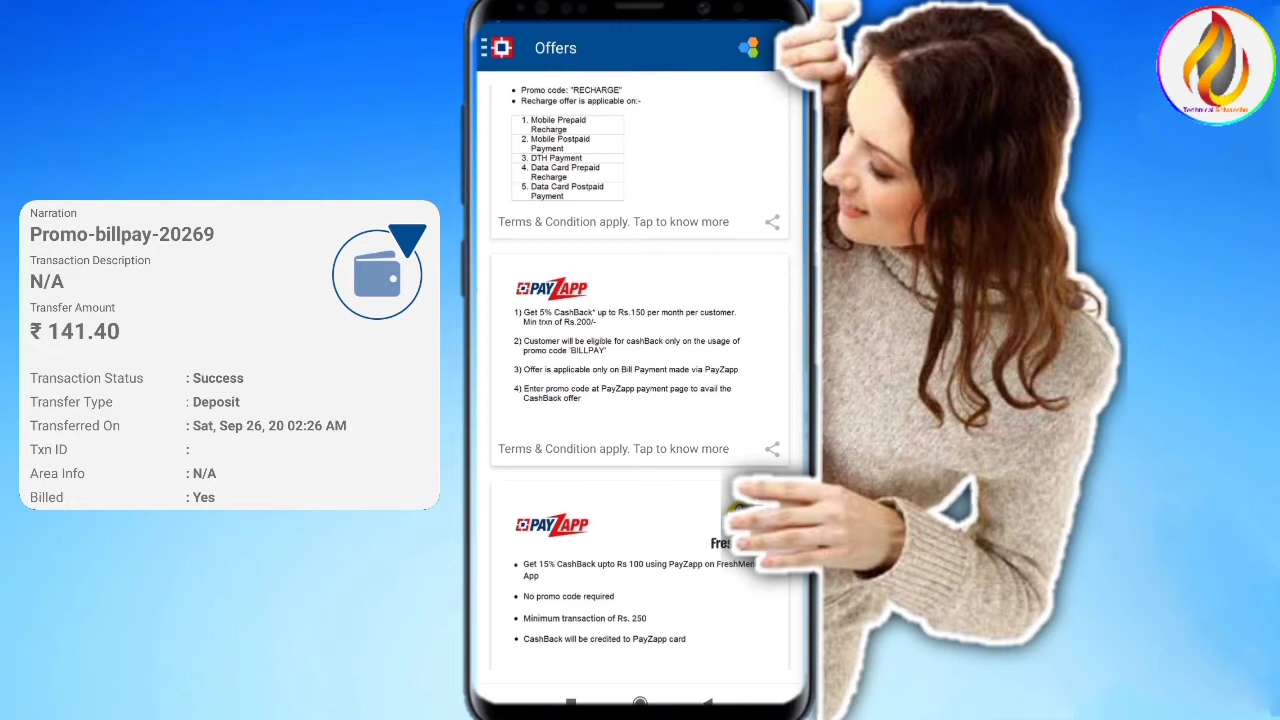 Narration
Promo-billpay-20269
Transaction Description
N/A
Transfer Amount
₹ 141.40
Transaction Status : Success
Transfer Type : Deposit
Transferred On : Sat, Sep 26, 20 02:26 AM
Txn ID :
Area Info : N/A
Billed : Yes
Offers
• Promo code: "RECHARGE"
• Recharge offer is applicable on:-
1. Mobile Prepaid
Recharge
2. Mobile Postpaid
Payment
3. DTH Payment
4. Data Card Prepaid
Recharge
5. Data Card Postpaid
Payment
Terms & Condition apply. Tap to know more
PAYZAPP
1) Get 5% CashBack* up to Rs.150 per month per customer.
Min trxn of Rs.200/-
2) Customer will be eligible for cashBack only on the usage of
promo code 'BILLPAY'
3) Offer is applicable only on Bill Payment made via PayZapp
4) Enter promo code at PayZapp payment page to avail the
CashBack offer
Terms & Condition apply. Tap to know more
PAYZAPP
Fres
• Get 15% CashBack upto Rs 100 using PayZapp on FreshMen
App
• No promo code required
• Minimum transaction of Rs. 250
• CashBack will be credited to PayZapp card
Technical